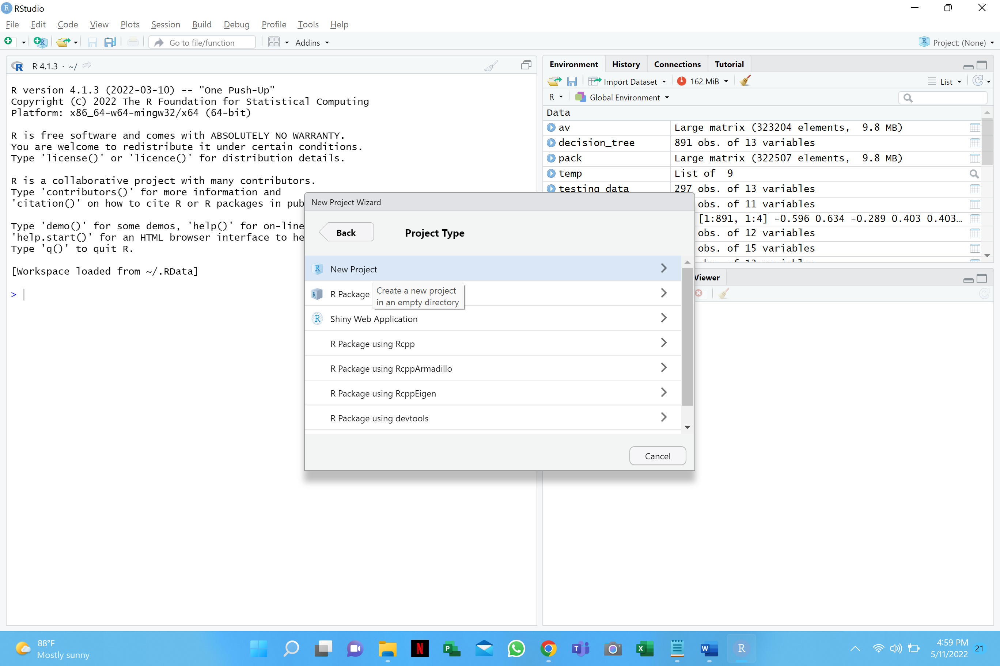 RStudio
File Edit Code View Plots Session Build Debug Profile Tools Help
Go to file/function Addins Project: (None)
R 4.1.3 · ~/
R version 4.1.3 (2022-03-10) -- "One Push-Up"
Copyright (C) 2022 The R Foundation for Statistical Computing
Platform: x86_64-w64-mingw32/x64 (64-bit)
R is free software and comes with ABSOLUTELY NO WARRANTY.
You are welcome to redistribute it under certain conditions.
Type 'license()' or 'licence()' for distribution details.
R is a collaborative project with many contributors.
Type 'contributors()' for more information and
'citation()' on how to cite R or R packages in pub
Type 'demo()' for some demos, 'help()' for on-line
'help.start()' for an HTML browser interface to he
Type 'q()' to quit R.
[Workspace loaded from ~/.RData]
>
Environment History Connections Tutorial
Import Dataset 162 MiB List
R Global Environment
Data
av Large matrix (323204 elements, 9.8 MB)
decision_tree 891 obs. of 13 variables
pack Large matrix (322507 elements, 9.8 MB)
temp List of 9
testing_data 297 obs. of 13 variables
obs. of 11 variables
[1:891, 1:4] -0.596 0.634 -0.289 0.403 0.403...
obs. of 12 variables
obs. of 15 variables
obs. of 13 variables
Viewer
New Project Wizard
Back
Project Type
New Project
R Package
Create a new project
in an empty directory
Shiny Web Application
R Package using Rcpp
R Package using RcppArmadillo
R Package using RcppEigen
R Package using devtools
Cancel
88°F
Mostly sunny
4:59 PM
5/11/2022
21